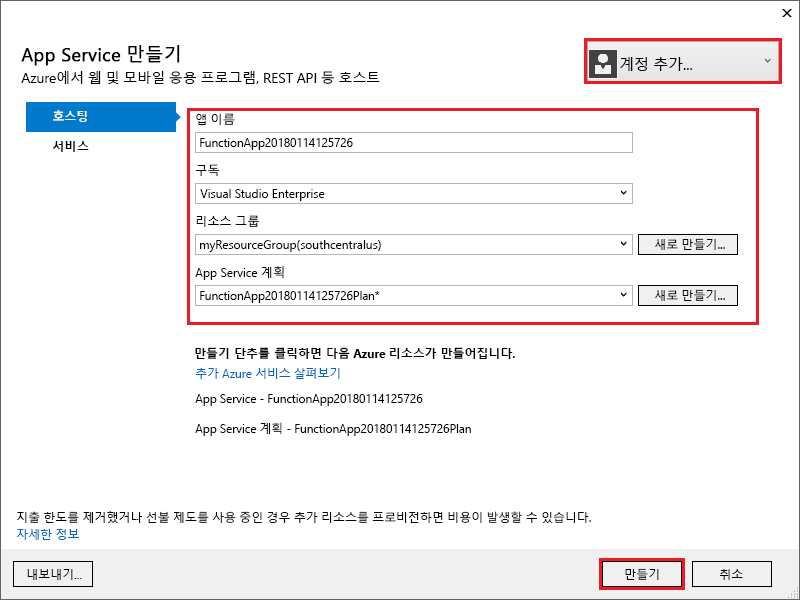 App Service 만들기
Azure에서 웹 및 모바일 응용 프로그램, REST API 등 호스트
계정 추가...
호스팅
서비스
앱 이름
FunctionApp20180114125726
구독
Visual Studio Enterprise
리소스 그룹
myResourceGroup(southcentralus)
새로 만들기...
App Service 계획
FunctionApp20180114125726Plan*
새로 만들기...
만들기 단추를 클릭하면 다음 Azure 리소스가 만들어집니다.
추가 Azure 서비스 살펴보기
App Service - FunctionApp20180114125726
App Service 계획 - FunctionApp20180114125726Plan
지출 한도를 제거했거나 선불 제도를 사용 중인 경우 추가 리소스를 프로비전하면 비용이 발생할 수 있습니다.
자세한 정보
내보내기...
만들기
취소